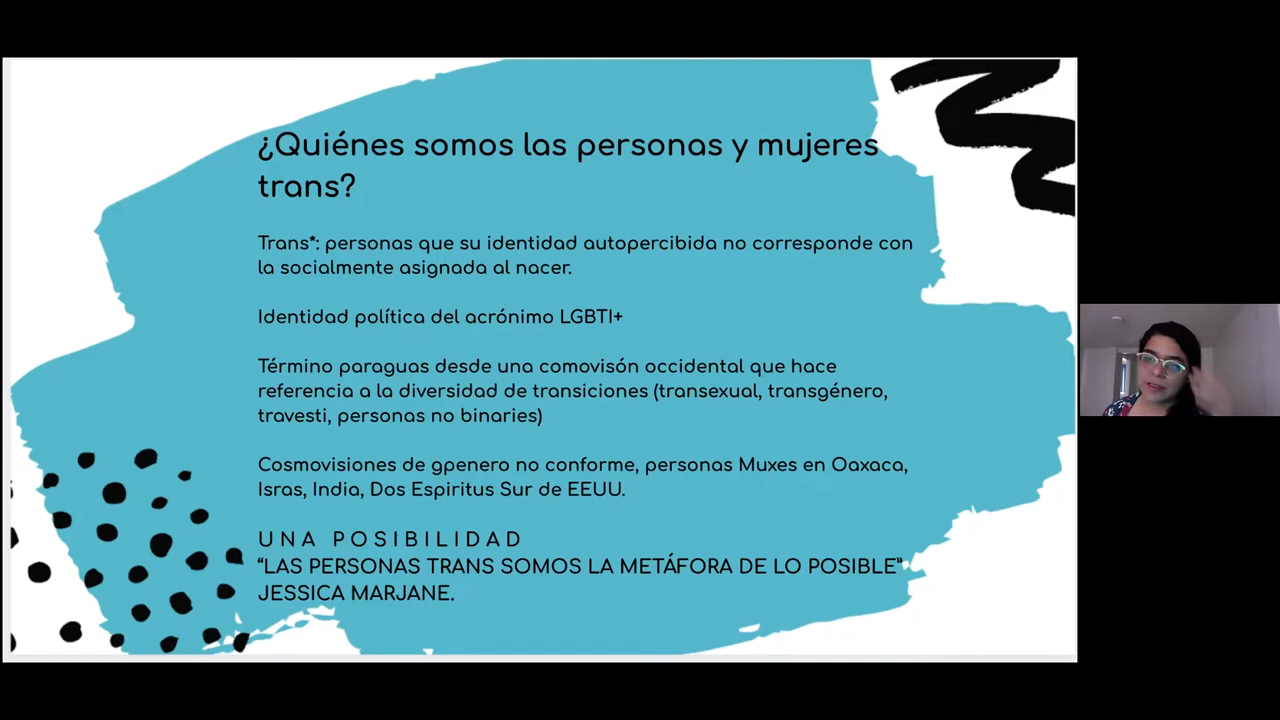 ¿Quiénes somos las personas y mujeres
trans?
Trans*: personas que su identidad autopercibida no corresponde con
la socialmente asignada al nacer.
Identidad política del acrónimo LGBTI+
Término paraguas desde una comovisón occidental que hace
referencia a la diversidad de transiciones (transexual, transgénero,
travesti, personas no binaries)
Cosmovisiones de gpenero no conforme, personas Muxes en Oaxaca,
Isras, India, Dos Espiritus Sur de EEUU.
UNA POSIBILIDAD
“LAS PERSONAS TRANS SOMOS LA METÁFORA DE LO POSIBLE”
JESSICA MARJANE.